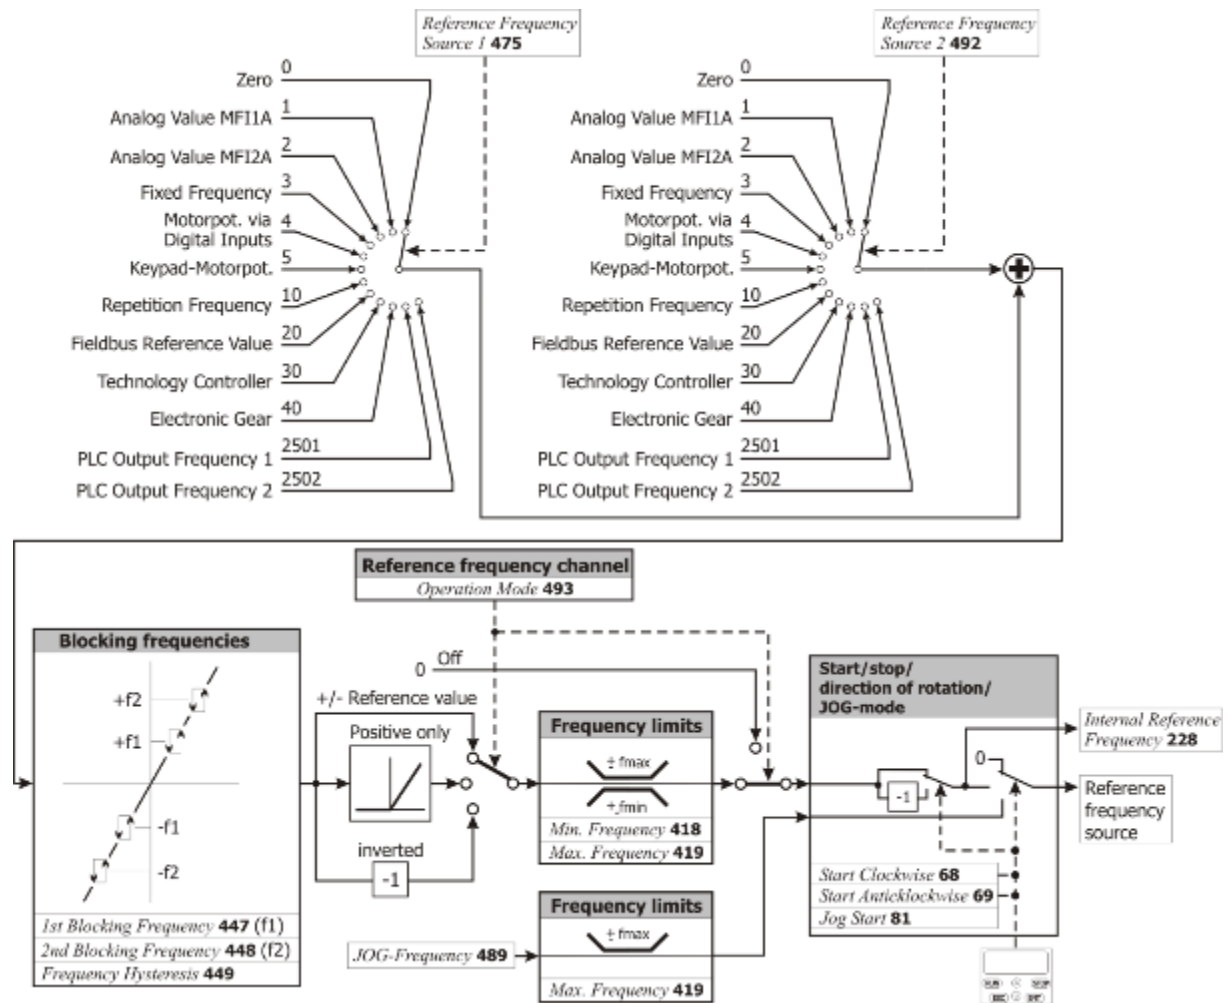 Reference Frequency
Source 1 475
Reference Frequency
Source 2 492
Zero 0
Analog Value MFI1A 1
Analog Value MFI2A 2
Fixed Frequency 3
Motorpot. via 4
Digital Inputs
Keypad-Motorpot. 5
Repetition Frequency 10
Fieldbus Reference Value 20
Technology Controller 30
Electronic Gear 40
PLC Output Frequency 1 2501
PLC Output Frequency 2 2502
Zero 0
Analog Value MFI1A 1
Analog Value MFI2A 2
Fixed Frequency 3
Motorpot. via 4
Digital Inputs
Keypad-Motorpot. 5
Repetition Frequency 10
Fieldbus Reference Value 20
Technology Controller 30
Electronic Gear 40
PLC Output Frequency 1 2501
PLC Output Frequency 2 2502
+
Reference frequency channel
Operation Mode 493
Blocking frequencies
+f2
+f1
-f1
-f2
1st Blocking Frequency 447 (f1)
2nd Blocking Frequency 448 (f2)
Frequency Hysteresis 449
0 Off
+/- Reference value
Positive only
inverted
-1
Frequency limits
± fmax
± fmin
Min. Frequency 418
Max. Frequency 419
Frequency limits
± fmax
Max. Frequency 419
JOG-Frequency 489
Start/stop/
direction of rotation/
JOG-mode
-1
0
Start Clockwise 68
Start Anticklockwise 69
Jog Start 81
Internal Reference
Frequency 228
Reference
frequency
source
RUN STOP
ESC ENT